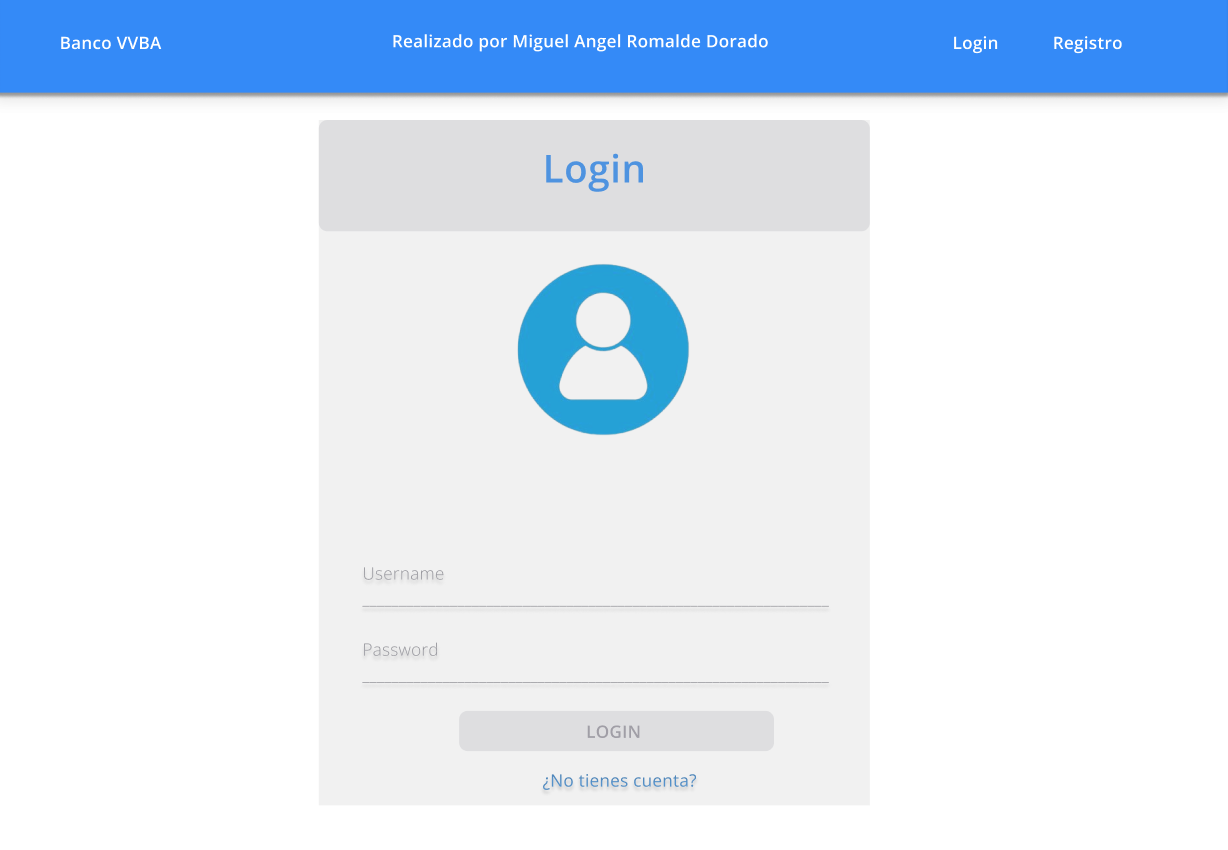 Banco VVBA
Realizado por Miguel Angel Romalde Dorado
Login
Registro
Login
Username
Password
LOGIN
¿No tienes cuenta?